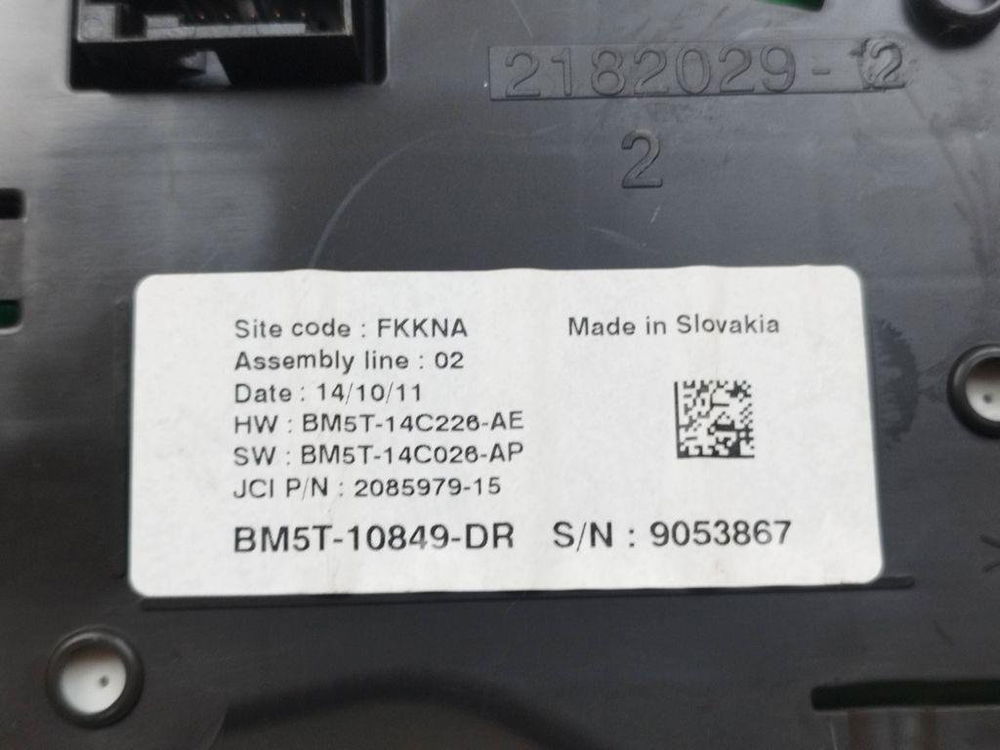 2182029-2
2
Site code : FKKNA
Made in Slovakia
Assembly line : 02
Date : 14/10/11
HW : BM5T-14C226-AE
SW : BM5T-14C026-AP
JCI P/N : 2085979-15
BM5T-10849-DR S/N : 9053867